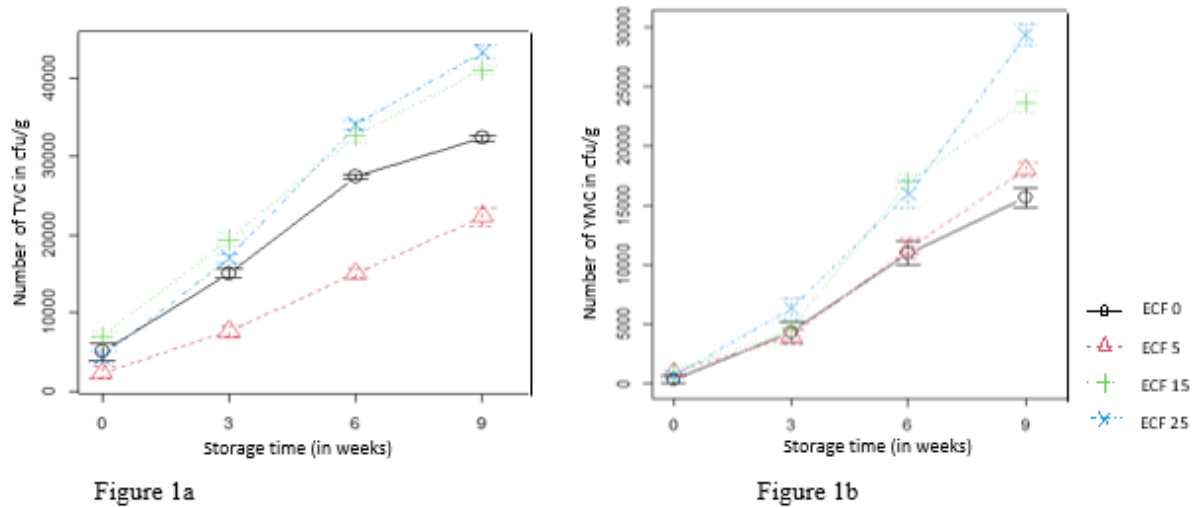 Number of TVC in cfu/g
40000
30000
20000
10000
0
0 3 6 9
Storage time (in weeks)
Figure 1a
Number of YMC in cfu/g
30000
25000
20000
15000
10000
5000
0
0 3 6 9
Storage time (in weeks)
Figure 1b
ECF 0
ECF 5
ECF 15
ECF 25